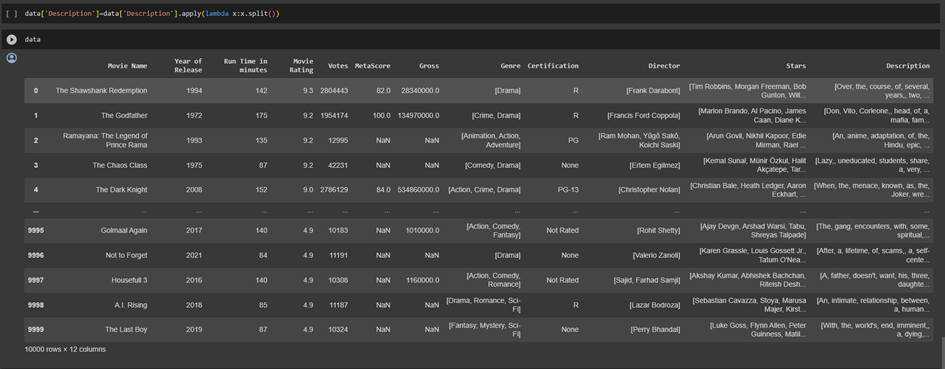 [ ] data['Description']=data['Description'].apply(lambda x:x.split())
data
Movie Name Year of Release Run Time in minutes Movie Rating Votes MetaScore Gross Genre Certification Director Stars Description
0 The Shawshank Redemption 1994 142 9.3 2804443 82.0 28340000.0 [Drama] R [Frank Darabont] [Tim Robbins, Morgan Freeman, Bob Gunton, Will... [Over, the, course, of, several, years,, two, ...
1 The Godfather 1972 175 9.2 1954174 100.0 134970000.0 [Crime, Drama] R [Francis Ford Coppola] [Marlon Brando, Al Pacino, James Caan, Diane K... [Don, Vito, Corleone,, head, of, a, mafia, fam...
2 Ramayana: The Legend of Prince Rama 1993 135 9.2 12995 NaN NaN [Animation, Action, Adventure] PG [Ram Mohan, Yûgô Sakô, Koichi Saski] [Arun Govil, Nikhil Kapoor, Edie Mirman, Rael ... [An, anime, adaptation, of, the, Hindu, epic, ...
3 The Chaos Class 1975 87 9.2 42231 NaN NaN [Comedy, Drama] None [Ertem Egilmez] [Kemal Sunal, Münir Özkul, Halit Akçatepe, Tar... [Lazy,, uneducated, students, share, a, very, ...
4 The Dark Knight 2008 152 9.0 2786129 84.0 534860000.0 [Action, Crime, Drama] PG-13 [Christopher Nolan] [Christian Bale, Heath Ledger, Aaron Eckhart, ... [When, the, menace, known, as, the, Joker, wre...
... ... ... ... ... ... ... ... ... ... ... ... ...
9995 Golmaal Again 2017 140 4.9 10183 NaN 1010000.0 [Action, Comedy, Fantasy] Not Rated [Rohit Shetty] [Ajay Devgn, Arshad Warsi, Tabu, Shreyas Talpade] [The, gang, encounters, with, some, spiritual,...
9996 Not to Forget 2021 84 4.9 11191 NaN NaN [Drama] None [Valerio Zanoli] [Karen Grassle, Louis Gossett Jr., Tatum O'Nea... [After, a, lifetime, of, scams,, a, self-cente...
9997 Housefull 3 2016 140 4.9 10308 NaN 1160000.0 [Action, Comedy, Romance] Not Rated [Sajid, Farhad Samji] [Akshay Kumar, Abhishek Bachchan, Riteish Desh... [A, father, doesn't, want, his, three, daughte...
9998 A.I. Rising 2018 85 4.9 11187 NaN NaN [Drama, Romance, Sci-Fi] R [Lazar Bodroza] [Sebastian Cavazza, Stoya, Marusa Majer, Kirst... [An, intimate, relationship, between, a, human...
9999 The Last Boy 2019 87 4.9 10324 NaN NaN [Fantasy, Mystery, Sci-Fi] None [Perry Bhandal] [Luke Goss, Flynn Allen, Peter Guinness, Matil... [With, the, world's, end, imminent,, a, dying,...
10000 rows × 12 columns